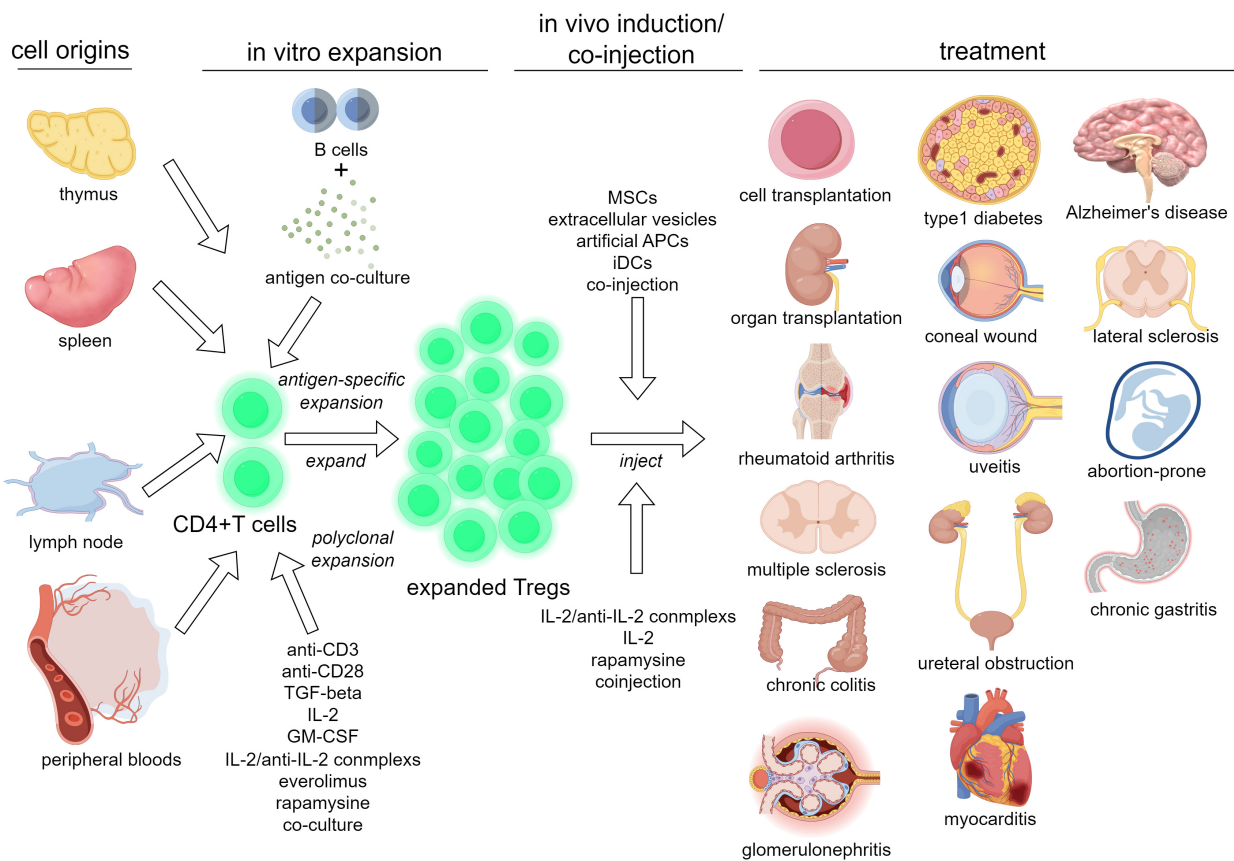 cell origins
in vitro expansion
in vivo induction/
co-injection
treatment
thymus
spleen
lymph node
peripheral bloods
B cells
+
antigen co-culture
antigen-specific
expansion
expand
CD4+T cells
polyclonal
expansion
anti-CD3
anti-CD28
TGF-beta
IL-2
GM-CSF
IL-2/anti-IL-2 conmplexs
everolimus
rapamysine
co-culture
expanded Tregs
MSCs
extracellular vesicles
artificial APCs
iDCs
co-injection
inject
IL-2/anti-IL-2 conmplexs
IL-2
rapamysine
coinjection
cell transplantation
type1 diabetes
Alzheimer's disease
organ transplantation
coneal wound
lateral sclerosis
rheumatoid arthritis
uveitis
abortion-prone
multiple sclerosis
chronic gastritis
chronic colitis
ureteral obstruction
glomerulonephritis
myocarditis